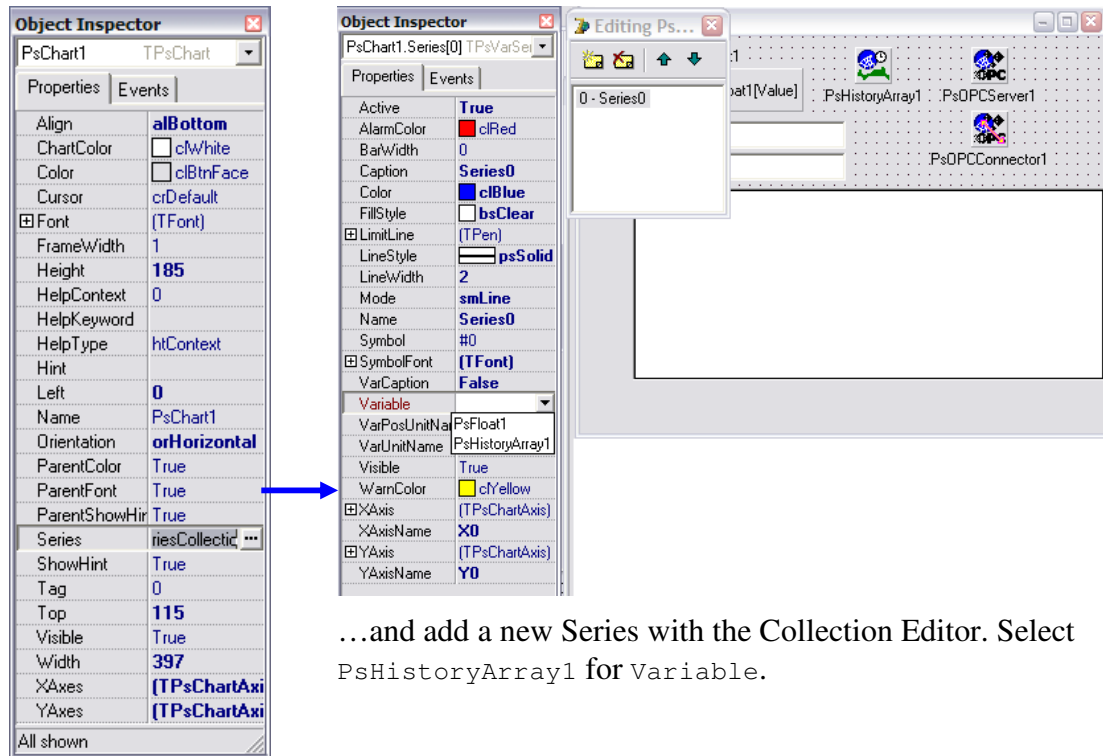 Object Inspector
PsChart1 TPsChart
Properties Events
Align alBottom
ChartColor clWhite
Color clBtnFace
Cursor crDefault
Font (TFont)
FrameWidth 1
Height 185
HelpContext 0
HelpKeyword
HelpType htContext
Hint
Left 0
Name PsChart1
Orientation orHorizontal
ParentColor True
ParentFont True
ParentShowHir True
Series riesCollectic ...
ShowHint True
Tag 0
Top 115
Visible True
Width 397
XAxes (TPsChartAxi
YAxes (TPsChartAxi
All shown
Object Inspector
PsChart1.Series[0] TPsVarSer
Properties Events
Active True
AlarmColor clRed
BarWidth 0
Caption Series0
Color clBlue
FillStyle bsClear
LimitLine (TPen)
LineStyle psSolid
LineWidth 2
Mode smLine
Name Series0
Symbol #0
SymbolFont (TFont)
VarCaption False
Variable
VarPosUnitNa PsFloat1
VarUnitName PsHistoryArray1
Visible True
WarnColor clYellow
XAxis (TPsChartAxis)
XAxisName X0
YAxis (TPsChartAxis)
YAxisName Y0
Editing Ps...
0 - Series0
at1[Value]
PsHistoryArray1
OPC
PsOPCServer1
PsOPCConnector1
…and add a new Series with the Collection Editor. Select
PsHistoryArray1 for Variable.